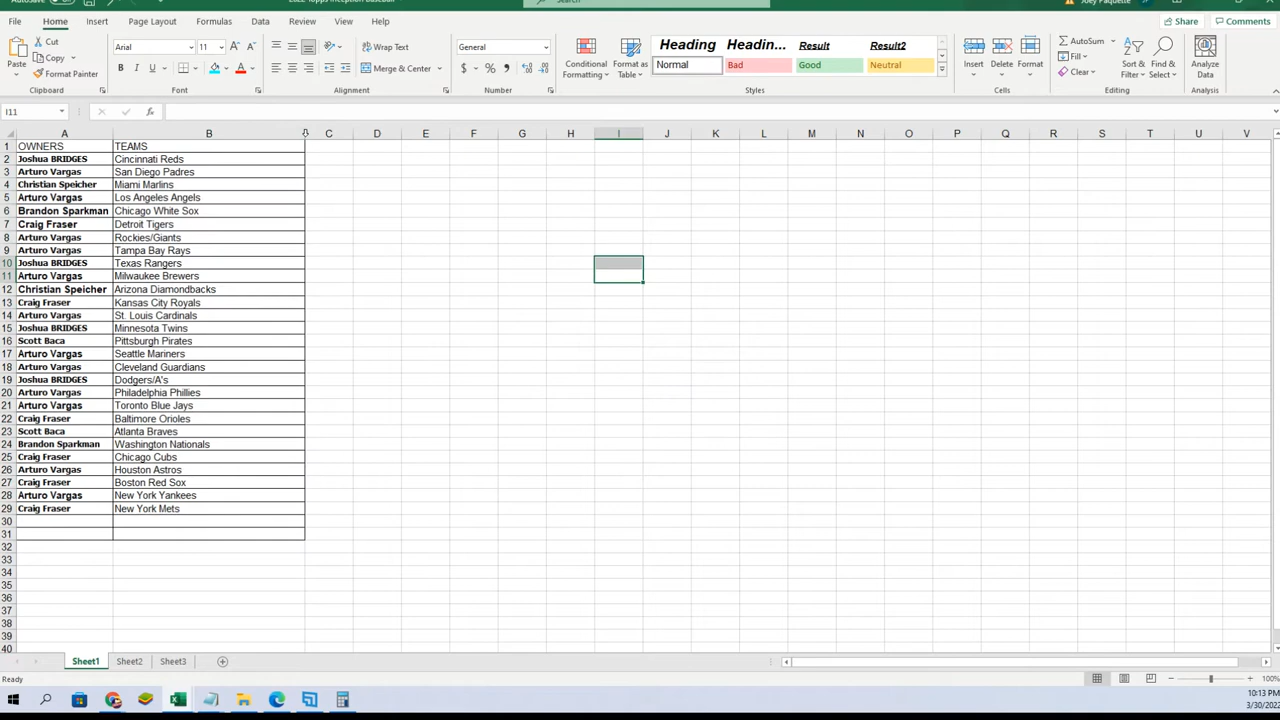 File Home Insert Page Layout Formulas Data Review View Help Share Comments
Cut Arial 11 Wrap Text General Heading Headin... Result Result2 AutoSum
Copy
Format Painter B I U Merge & Center $ % Normal Bad Good Neutral Fill
Clear
Paste Conditional Formatting Format as Table Insert Delete Format Sort & Filter Find & Select Analyze Data
Clipboard Font Alignment Number Styles Cells Editing Analysis
I11 fx
A B C D E F G H I J K L M N O P Q R S T U V
1 OWNERS TEAMS
2 Joshua BRIDGES Cincinnati Reds
3 Arturo Vargas San Diego Padres
4 Christian Speicher Miami Marlins
5 Arturo Vargas Los Angeles Angels
6 Brandon Sparkman Chicago White Sox
7 Craig Fraser Detroit Tigers
8 Arturo Vargas Rockies/Giants
9 Arturo Vargas Tampa Bay Rays
10 Joshua BRIDGES Texas Rangers
11 Arturo Vargas Milwaukee Brewers
12 Christian Speicher Arizona Diamondbacks
13 Craig Fraser Kansas City Royals
14 Arturo Vargas St. Louis Cardinals
15 Joshua BRIDGES Minnesota Twins
16 Scott Baca Pittsburgh Pirates
17 Arturo Vargas Seattle Mariners
18 Arturo Vargas Cleveland Guardians
19 Joshua BRIDGES Dodgers/A's
20 Arturo Vargas Philadelphia Phillies
21 Arturo Vargas Toronto Blue Jays
22 Craig Fraser Baltimore Orioles
23 Scott Baca Atlanta Braves
24 Brandon Sparkman Washington Nationals
25 Craig Fraser Chicago Cubs
26 Arturo Vargas Houston Astros
27 Craig Fraser Boston Red Sox
28 Arturo Vargas New York Yankees
29 Craig Fraser New York Mets
30
31
32
33
34
35
36
37
38
39
40
Sheet1 Sheet2 Sheet3
Ready 100%
10:13 PM